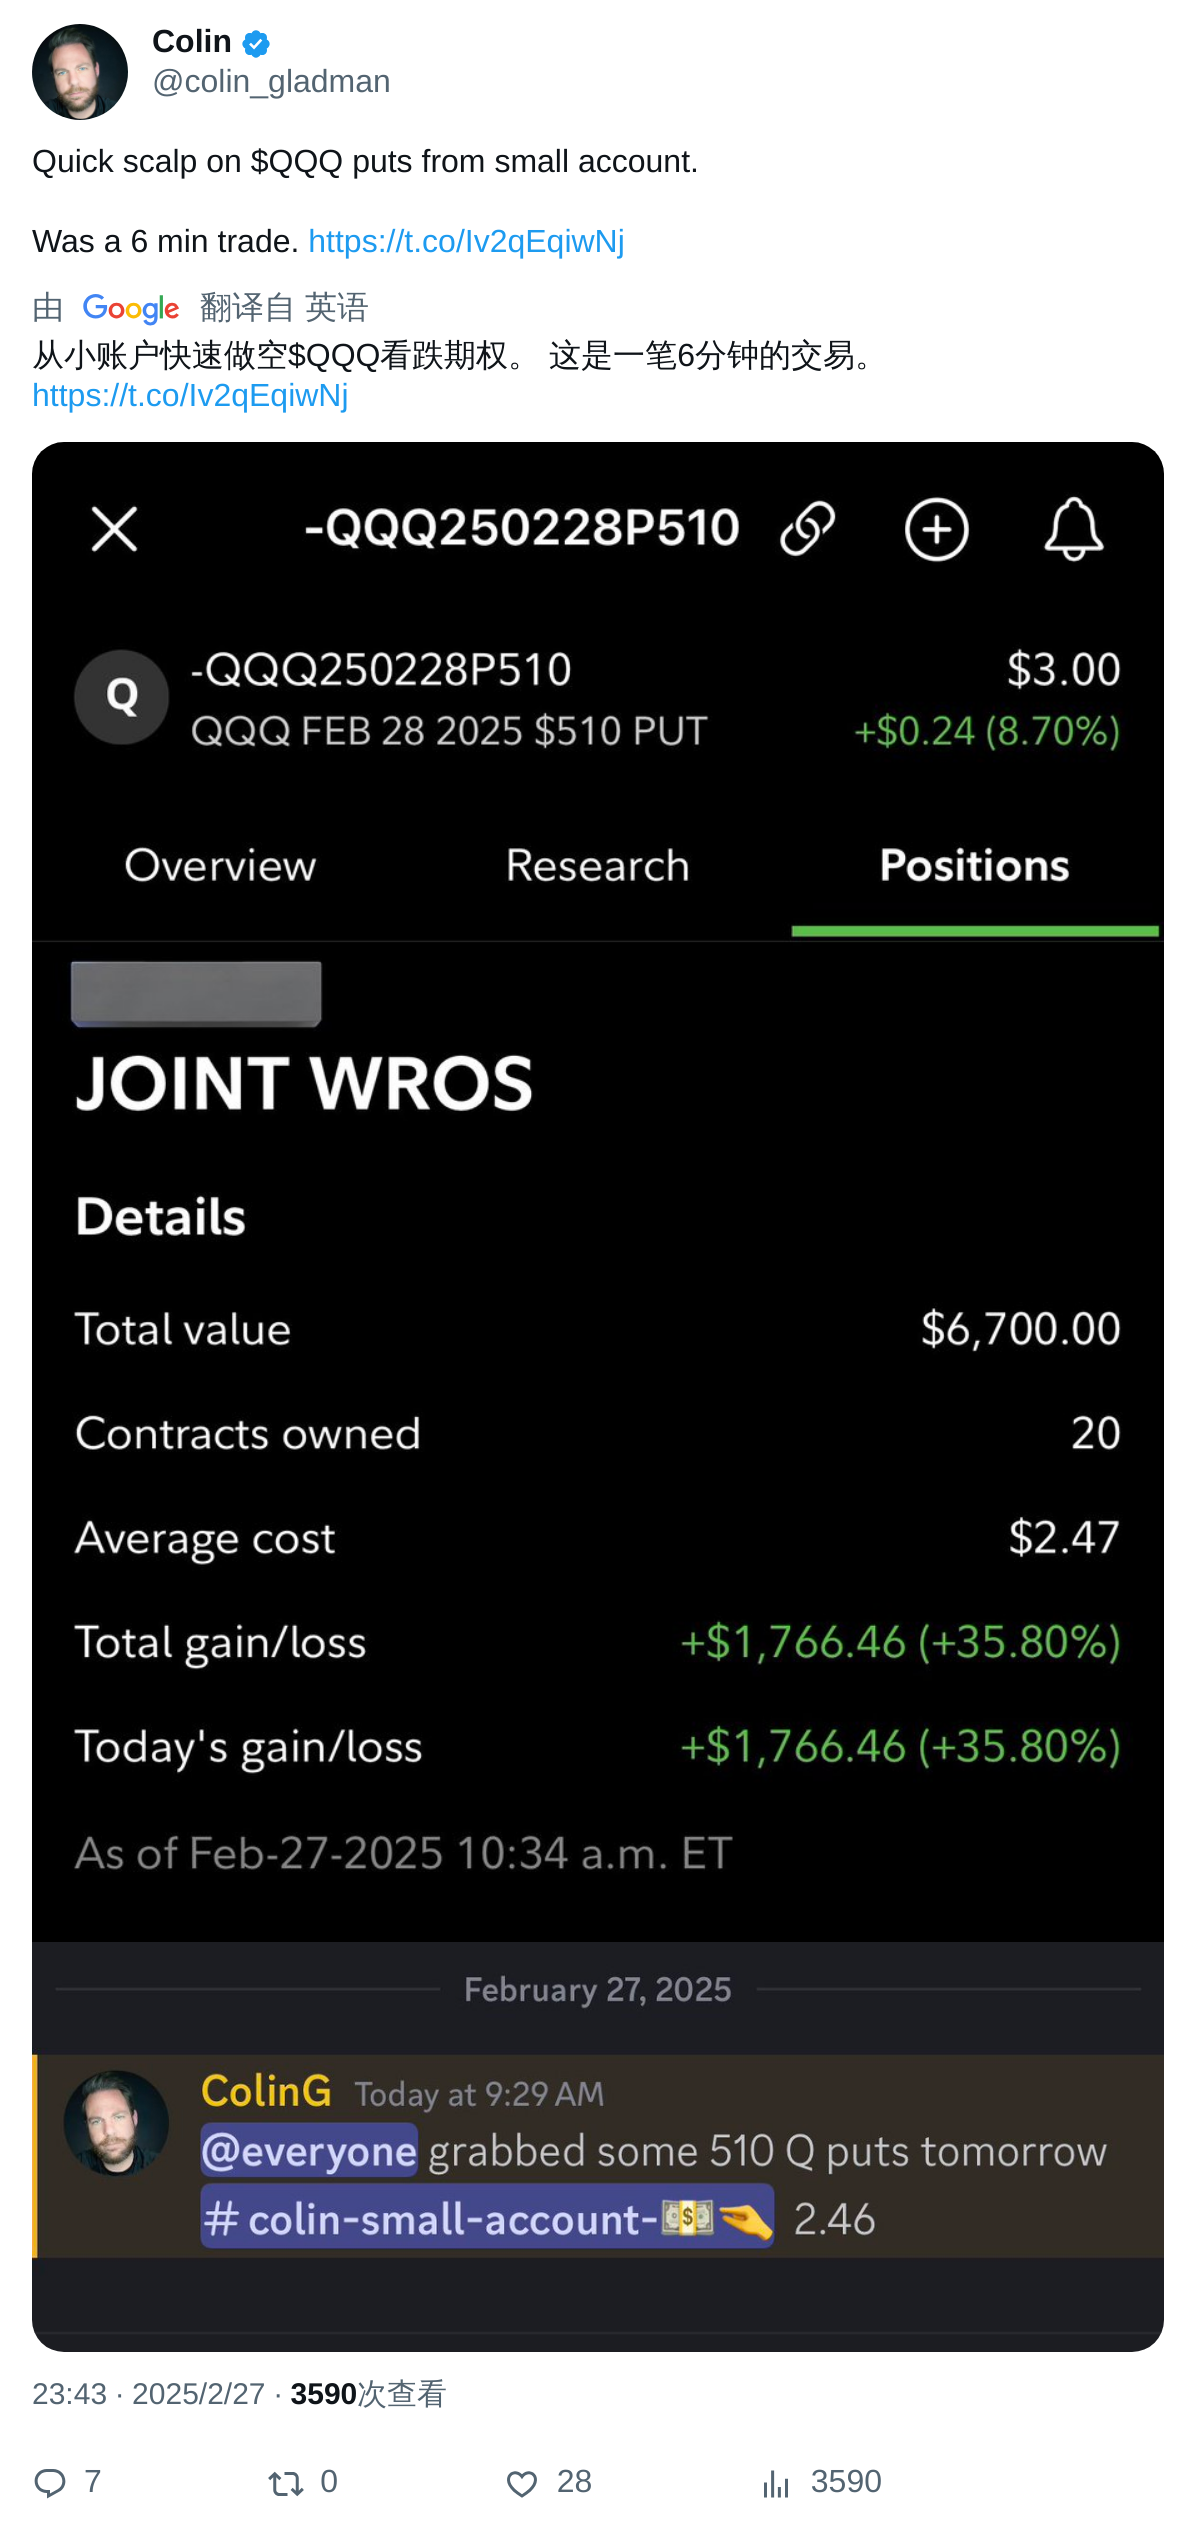 Colin
@colin_gladman
Quick scalp on $QQQ puts from small account.
Was a 6 min trade. https://t.co/Iv2qEqiwNj
由 Google 翻译自 英语
从小账户快速做空$QQQ看跌期权。 这是一笔6分钟的交易。
https://t.co/Iv2qEqiwNj
-QQQ250228P510
Q
-QQQ250228P510 $3.00
QQQ FEB 28 2025 $510 PUT +$0.24 (8.70%)
Overview Research Positions
JOINT WROS
Details
Total value $6,700.00
Contracts owned 20
Average cost $2.47
Total gain/loss +$1,766.46 (+35.80%)
Today's gain/loss +$1,766.46 (+35.80%)
As of Feb-27-2025 10:34 a.m. ET
February 27, 2025
ColinG Today at 9:29 AM
@everyone grabbed some 510 Q puts tomorrow
# colin-small-account-💵🫴 2.46
23:43 · 2025/2/27 · 3590次查看
7 0 28 3590